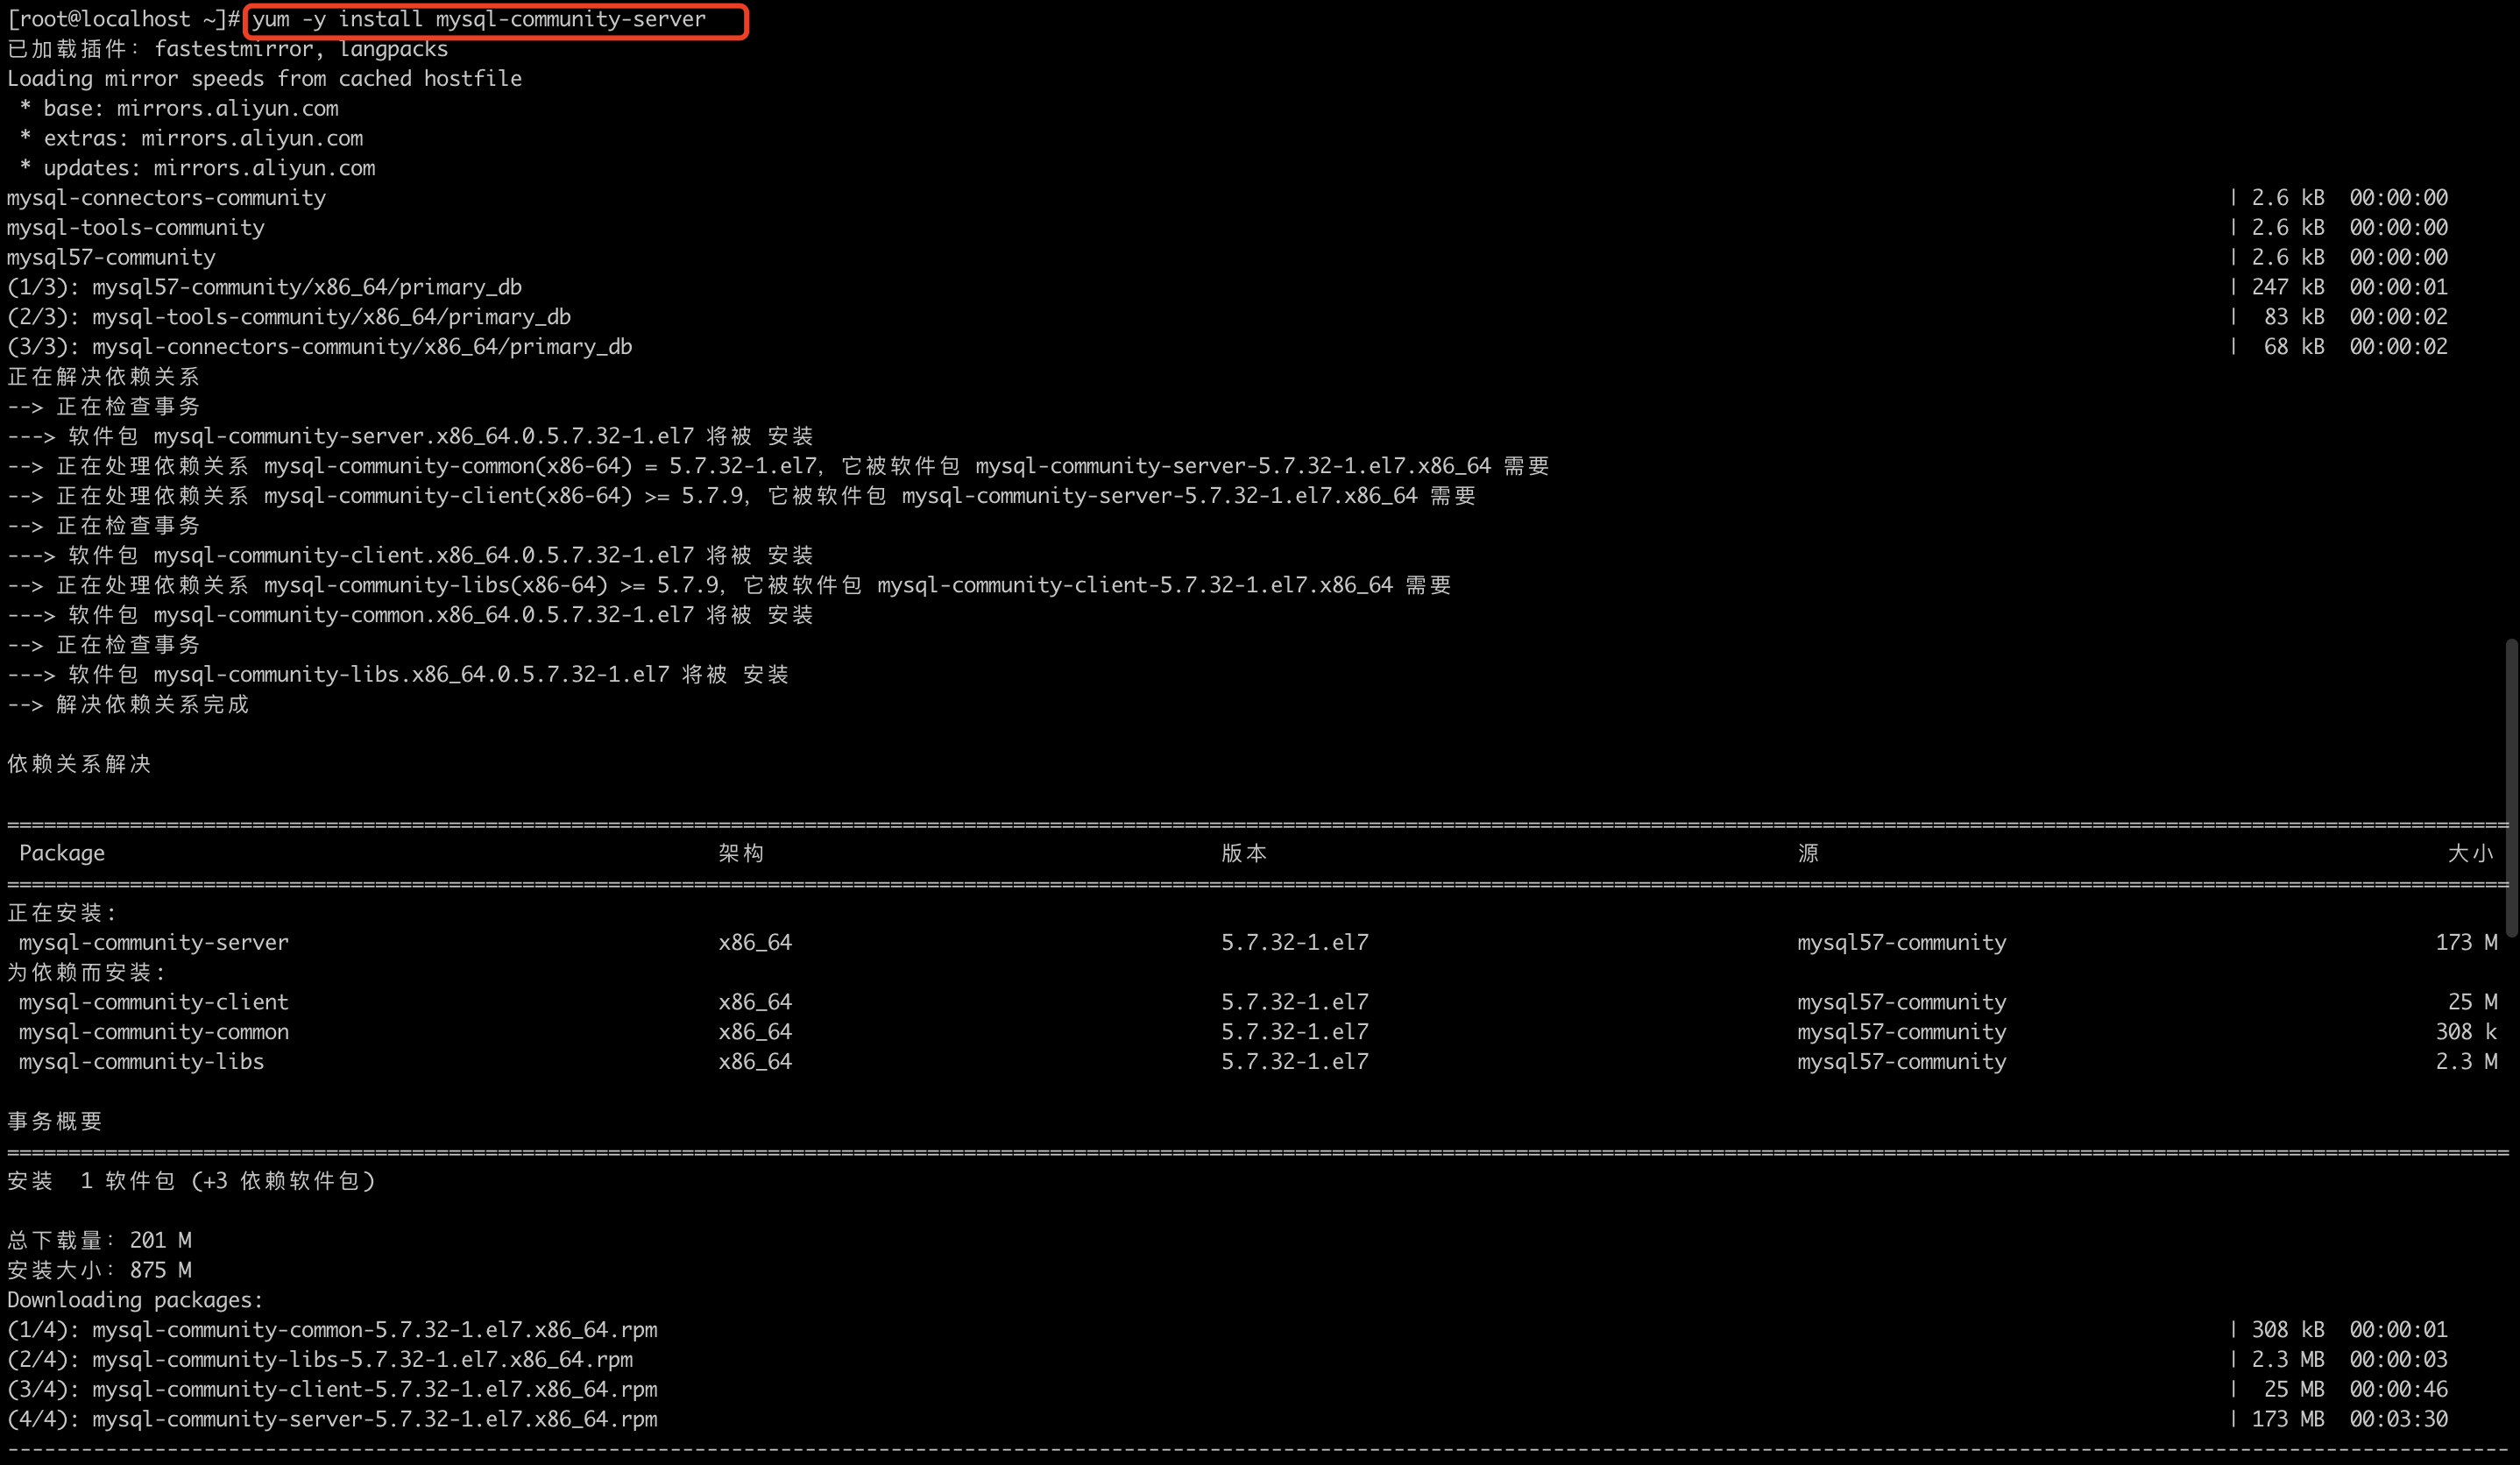 [root@localhost ~]# yum -y install mysql-community-server
已加载插件：fastestmirror, langpacks
Loading mirror speeds from cached hostfile
 * base: mirrors.aliyun.com
 * extras: mirrors.aliyun.com
 * updates: mirrors.aliyun.com
mysql-connectors-community | 2.6 kB 00:00:00
mysql-tools-community | 2.6 kB 00:00:00
mysql57-community | 2.6 kB 00:00:00
(1/3): mysql57-community/x86_64/primary_db | 247 kB 00:00:01
(2/3): mysql-tools-community/x86_64/primary_db | 83 kB 00:00:02
(3/3): mysql-connectors-community/x86_64/primary_db | 68 kB 00:00:02
正在解决依赖关系
--> 正在检查事务
---> 软件包 mysql-community-server.x86_64.0.5.7.32-1.el7 将被 安装
--> 正在处理依赖关系 mysql-community-common(x86-64) = 5.7.32-1.el7，它被软件包 mysql-community-server-5.7.32-1.el7.x86_64 需要
--> 正在处理依赖关系 mysql-community-client(x86-64) >= 5.7.9，它被软件包 mysql-community-server-5.7.32-1.el7.x86_64 需要
--> 正在检查事务
---> 软件包 mysql-community-client.x86_64.0.5.7.32-1.el7 将被 安装
--> 正在处理依赖关系 mysql-community-libs(x86-64) >= 5.7.9，它被软件包 mysql-community-client-5.7.32-1.el7.x86_64 需要
---> 软件包 mysql-community-common.x86_64.0.5.7.32-1.el7 将被 安装
--> 正在检查事务
---> 软件包 mysql-community-libs.x86_64.0.5.7.32-1.el7 将被 安装
--> 解决依赖关系完成
依赖关系解决
Package 架构 版本 源 大小
正在安装:
mysql-community-server x86_64 5.7.32-1.el7 mysql57-community 173 M
为依赖而安装:
mysql-community-client x86_64 5.7.32-1.el7 mysql57-community 25 M
mysql-community-common x86_64 5.7.32-1.el7 mysql57-community 308 k
mysql-community-libs x86_64 5.7.32-1.el7 mysql57-community 2.3 M
事务概要
安装 1 软件包 (+3 依赖软件包)
总下载量：201 M
安装大小：875 M
Downloading packages:
(1/4): mysql-community-common-5.7.32-1.el7.x86_64.rpm | 308 kB 00:00:01
(2/4): mysql-community-libs-5.7.32-1.el7.x86_64.rpm | 2.3 MB 00:00:03
(3/4): mysql-community-client-5.7.32-1.el7.x86_64.rpm | 25 MB 00:00:46
(4/4): mysql-community-server-5.7.32-1.el7.x86_64.rpm | 173 MB 00:03:30